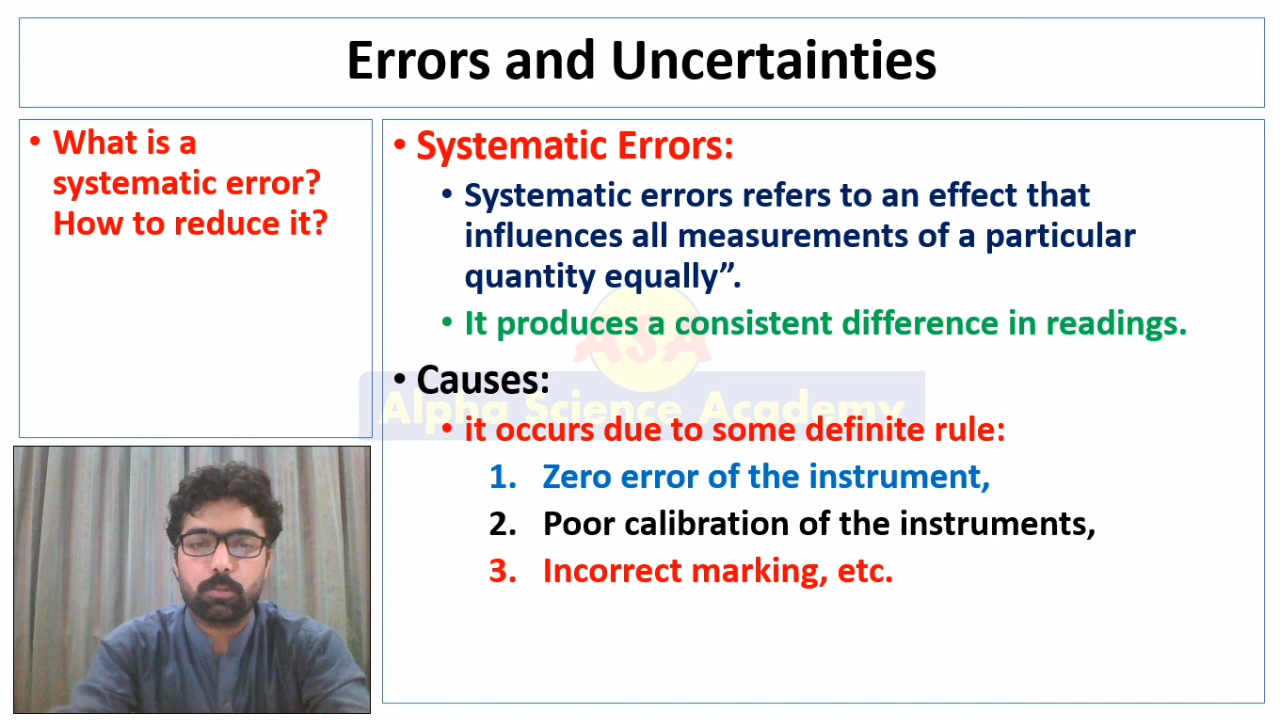 Errors and Uncertainties
• What is a
systematic error?
How to reduce it?
• Systematic Errors:
• Systematic errors refers to an effect that
influences all measurements of a particular
quantity equally”.
• It produces a consistent difference in readings.
• Causes:
• it occurs due to some definite rule:
1. Zero error of the instrument,
2. Poor calibration of the instruments,
3. Incorrect marking, etc.
ASA
Alpha Science Academy